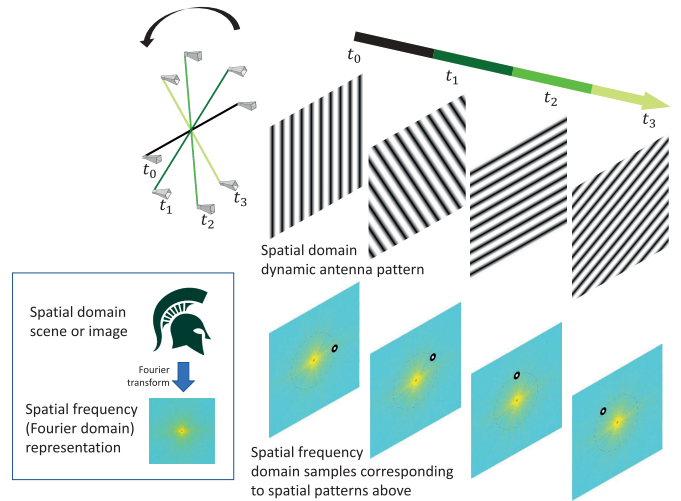 t₀
t₁
t₂
t₃
t₀
t₁
t₂
t₃
Spatial domain
dynamic antenna pattern
Spatial domain
scene or image
Fourier
transform
Spatial frequency
(Fourier domain)
representation
Spatial frequency
domain samples corresponding
to spatial patterns above